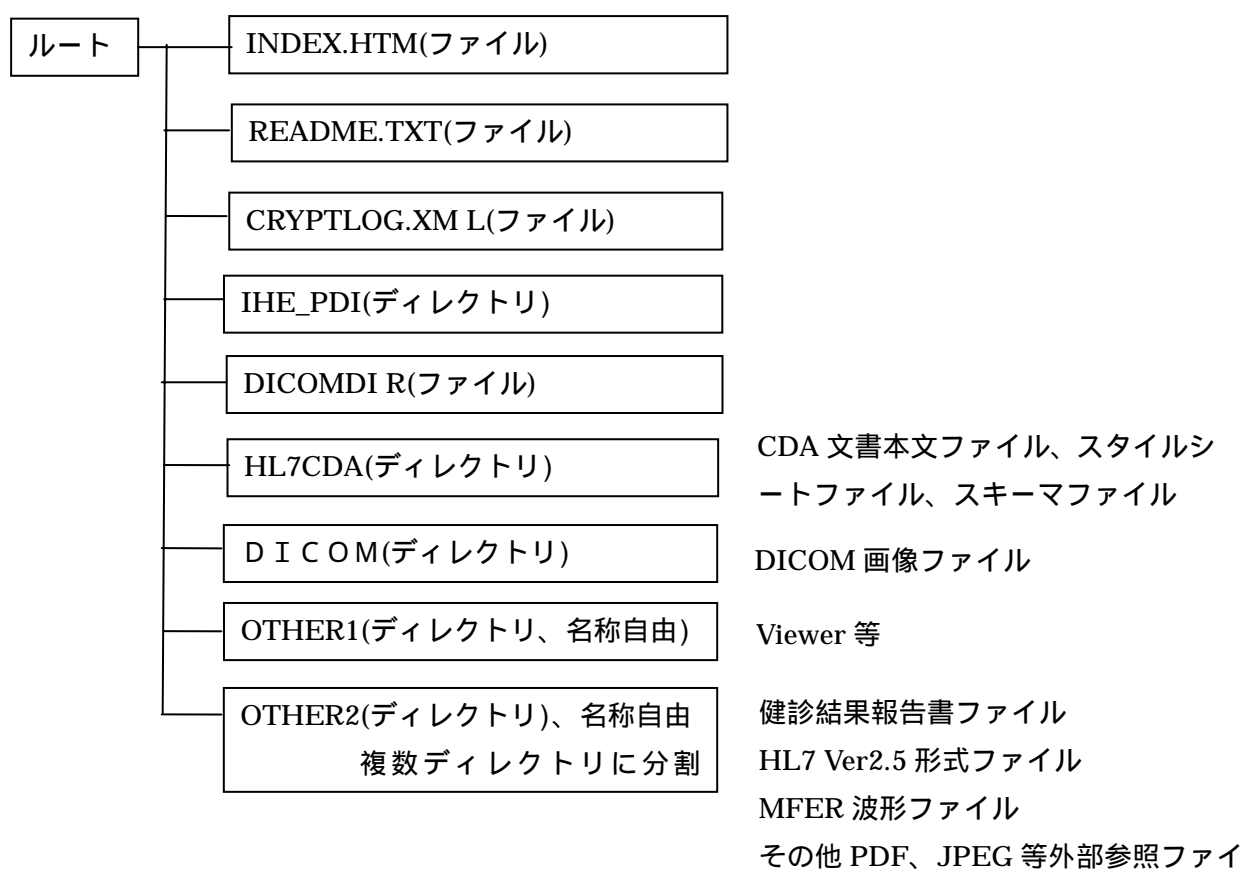 ルート
INDEX.HTM(ファイル)
README.TXT(ファイル)
CRYPTLOG.XM L(ファイル)
IHE_PDI(ディレクトリ)
DICOMDI R(ファイル)
HL7CDA(ディレクトリ)
CDA 文書本文ファイル、スタイルシ
ートファイル、スキーマファイル
ＤＩＣＯＭ(ディレクトリ)
DICOM 画像ファイル
OTHER1(ディレクトリ、名称自由)
Viewer 等
OTHER2(ディレクトリ)、名称自由
複数ディレクトリに分割
健診結果報告書ファイル
HL7 Ver2.5 形式ファイル
MFER 波形ファイル
その他 PDF、JPEG 等外部参照ファイ